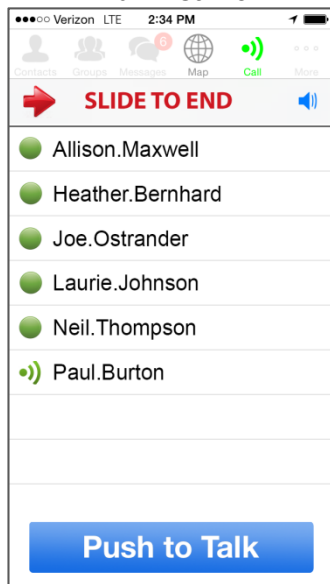 Verizon LTE 2:34 PM
6
Contacts Groups Messages Map Call More
SLIDE TO END
Allison.Maxwell
Heather.Bernhard
Joe.Ostrander
Laurie.Johnson
Neil.Thompson
Paul.Burton
Push to Talk